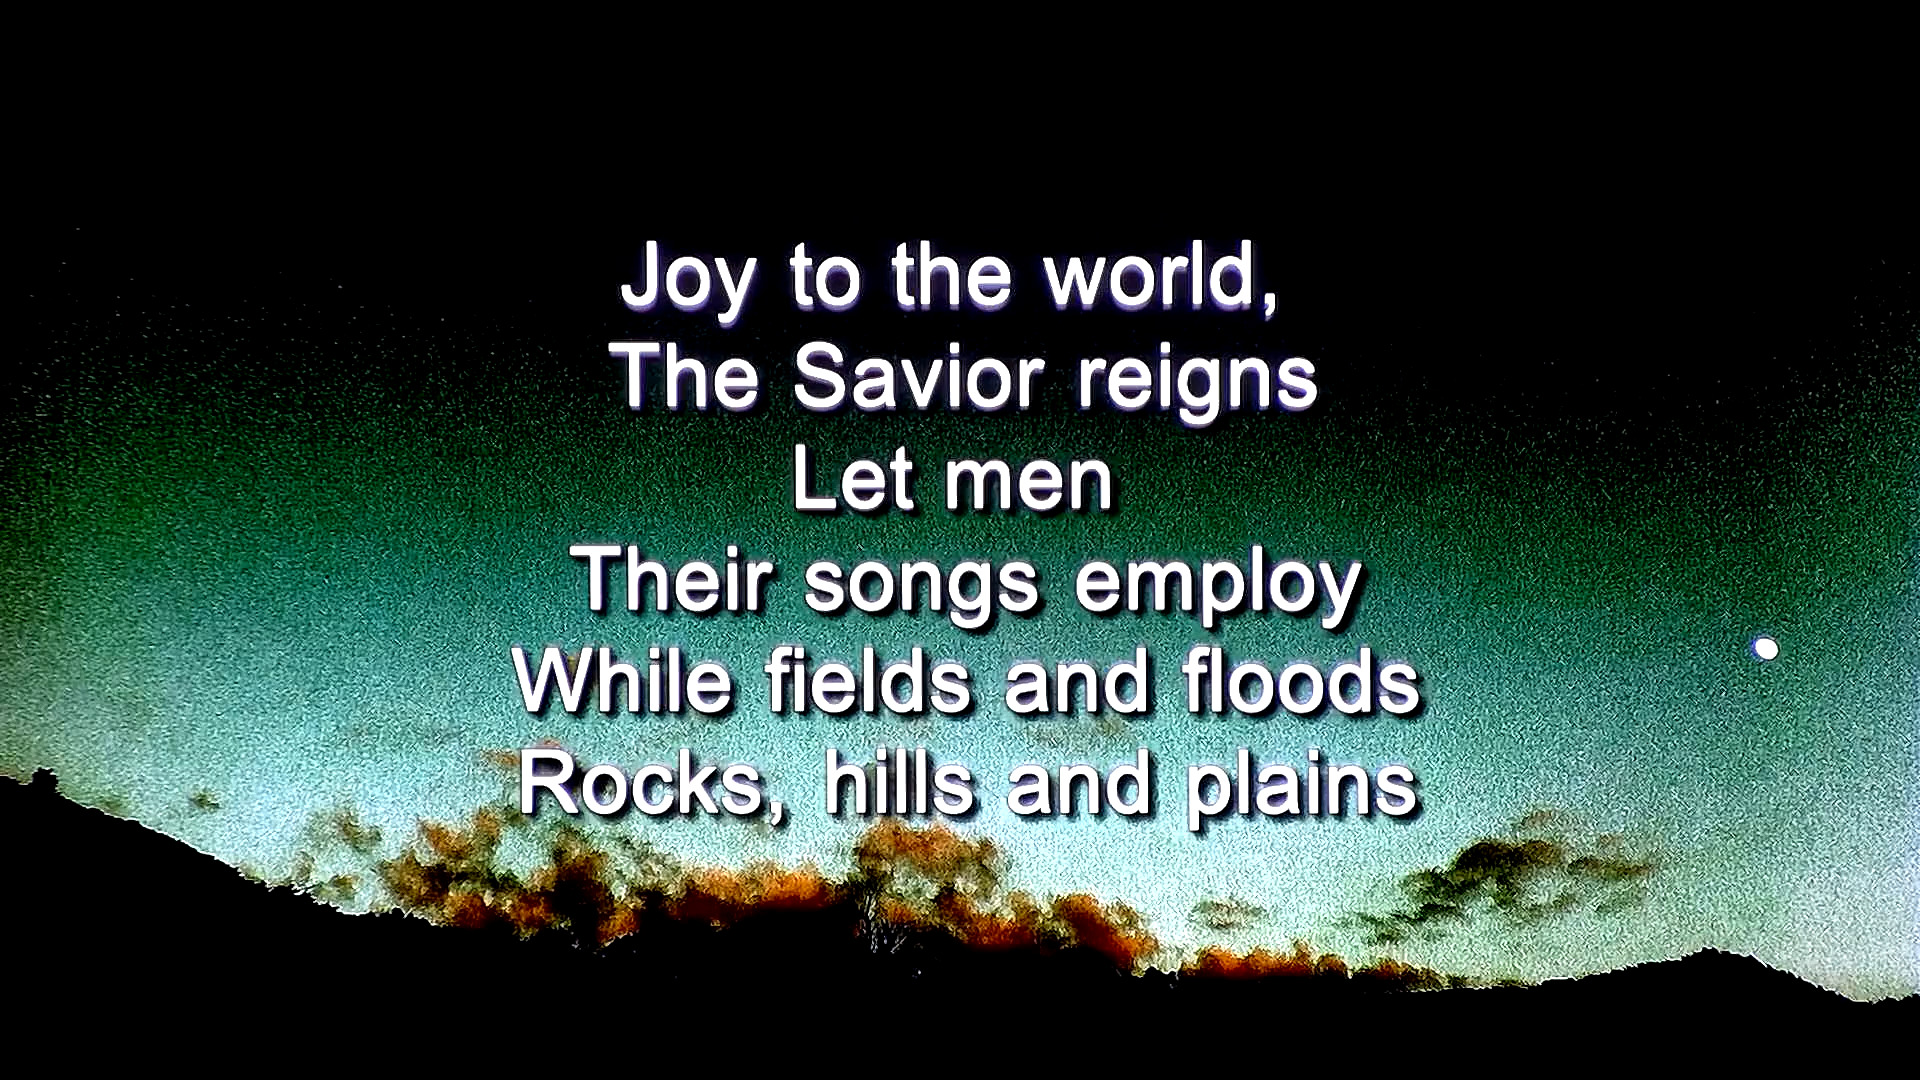 Joy to the world,
The Savior reigns
Let men
Their songs employ
While fields and floods
Rocks, hills and plains